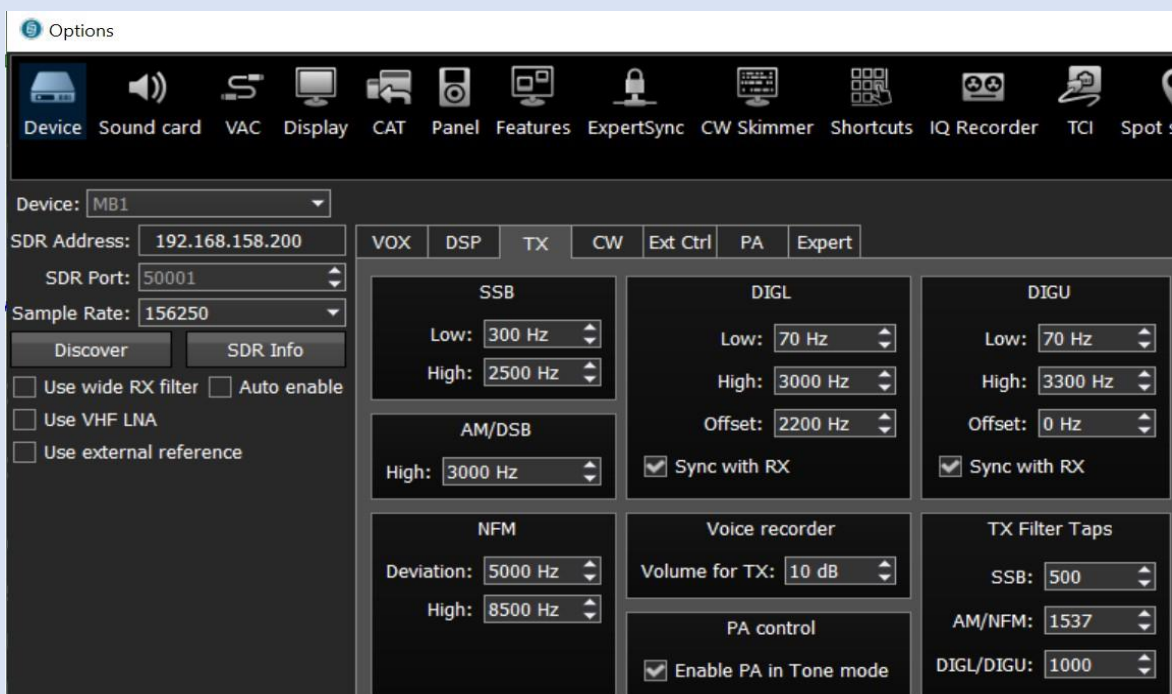 Options
Device Sound card VAC Display CAT Panel Features ExpertSync CW Skimmer Shortcuts IQ Recorder TCI Spot
Device: MB1
SDR Address: 192.168.158.200
SDR Port: 50001
Sample Rate: 156250
Discover SDR Info
Use wide RX filter Auto enable
Use VHF LNA
Use external reference
VOX DSP TX CW Ext Ctrl PA Expert
SSB
Low: 300 Hz
High: 2500 Hz
DIGL
Low: 70 Hz
High: 3000 Hz
Offset: 2200 Hz
Sync with RX
DIGU
Low: 70 Hz
High: 3300 Hz
Offset: 0 Hz
Sync with RX
AM/DSB
High: 3000 Hz
NFM
Deviation: 5000 Hz
High: 8500 Hz
Voice recorder
Volume for TX: 10 dB
PA control
Enable PA in Tone mode
TX Filter Taps
SSB: 500
AM/NFM: 1537
DIGL/DIGU: 1000